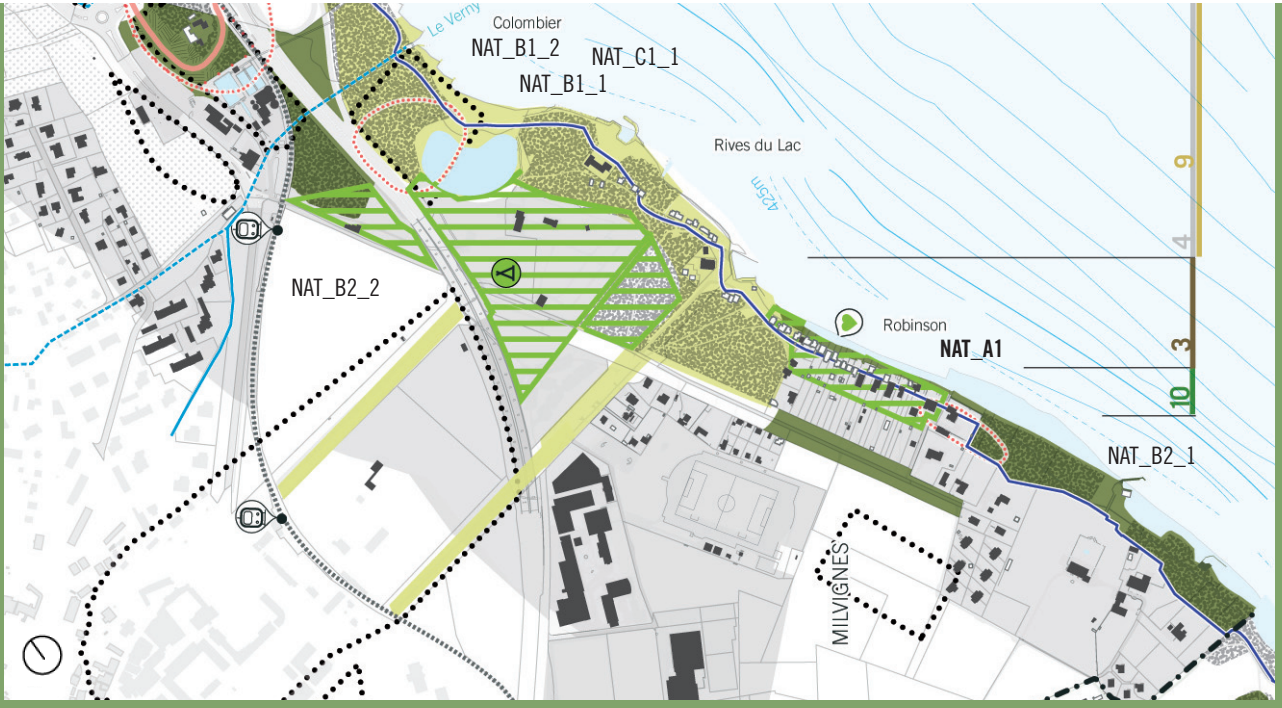 Le Verny
Colombier
NAT_B1_2
NAT_C1_1
NAT_B1_1
Rives du Lac
9
425m
4
NAT_B2_2
Robinson
NAT_A1
3
10
NAT_B2_1
MILVIGNES